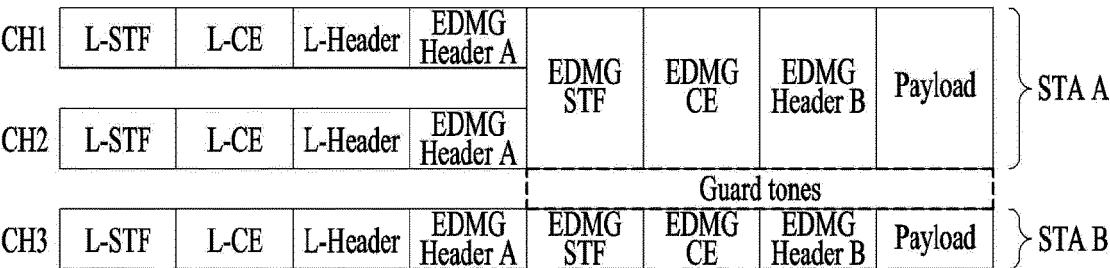 CH1 L-STF L-CE L-Header EDMG Header A
EDMG STF EDMG CE EDMG Header B Payload STA A
CH2 L-STF L-CE L-Header EDMG Header A
Guard tones
CH3 L-STF L-CE L-Header EDMG Header A EDMG STF EDMG CE EDMG Header B Payload STA B